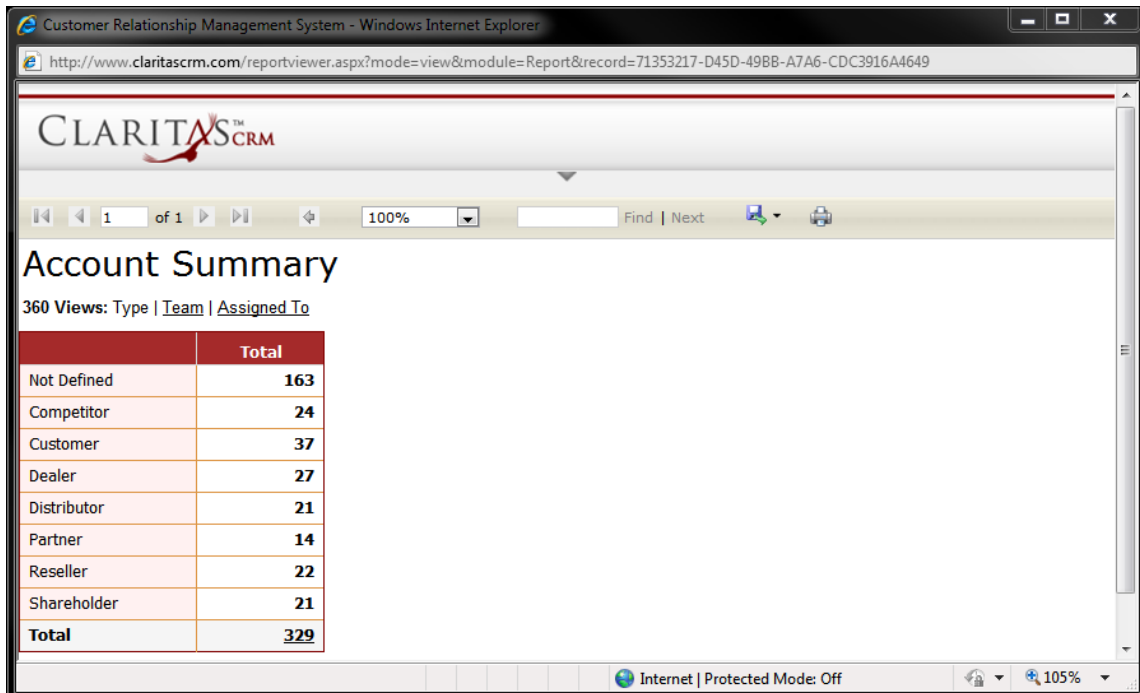 Customer Relationship Management System - Windows Internet Explorer
http://www.claritascrm.com/reportviewer.aspx?mode=view&module=Report&record=71353217-D45D-49BB-A7A6-CDC3916A4649
CLARITAS™ CRM
1 of 1 100% Find | Next
Account Summary
360 Views: Type | Team | Assigned To
Total
Not Defined 163
Competitor 24
Customer 37
Dealer 27
Distributor 21
Partner 14
Reseller 22
Shareholder 21
Total 329
Internet | Protected Mode: Off 105%